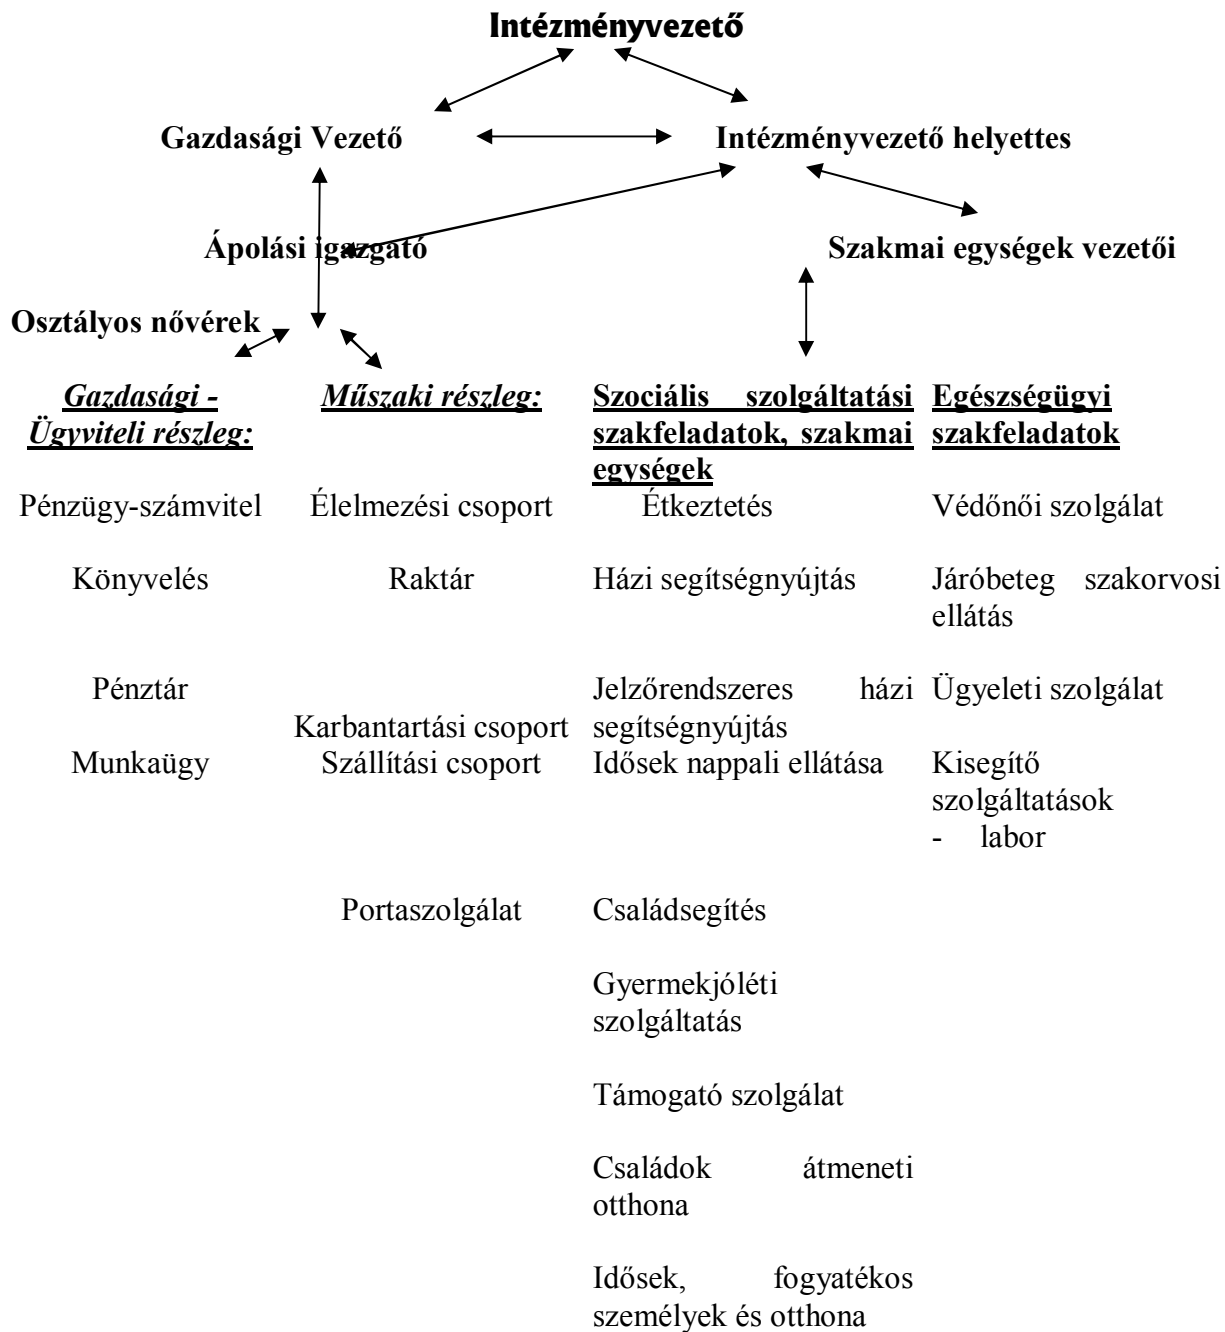 Intézményvezető
Gazdasági Vezető
Intézményvezető helyettes
Ápolási igazgató
Szakmai egységek vezetői
Osztályos nővérek
Gazdasági -
Ügyviteli részleg:
Műszaki részleg:
Szociális szolgáltatási
szakfeladatok, szakmai
egységek
Egészségügyi
szakfeladatok
Pénzügy-számvitel
Élelmezési csoport
Étkeztetés
Védőnői szolgálat
Könyvelés
Raktár
Házi segítségnyújtás
Járóbeteg szakorvosi
ellátás
Pénztár
Karbantartási csoport
Jelzőrendszeres házi
segítségnyújtás
Ügyeleti szolgálat
Munkaügy
Szállítási csoport
Idősek nappali ellátása
Kisegítő
szolgáltatások
- labor
Portaszolgálat
Családsegítés
Gyermekjóléti
szolgáltatás
Támogató szolgálat
Családok átmeneti
otthona
Idősek, fogyatékos
személyek és otthona